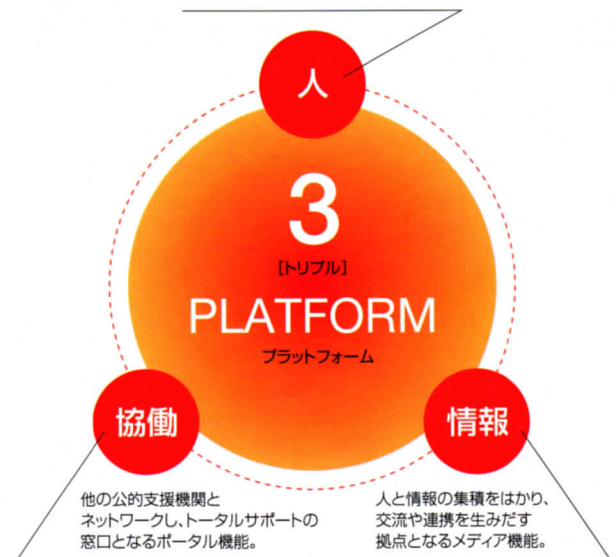 人
3
[トリプル]
PLATFORM
プラットフォーム
協働
情報
他の公的支援機関と
ネットワークし、トータルサポートの
窓口となるポータル機能。
人と情報の集積をはかり、
交流や連携を生みだす
拠点となるメディア機能。